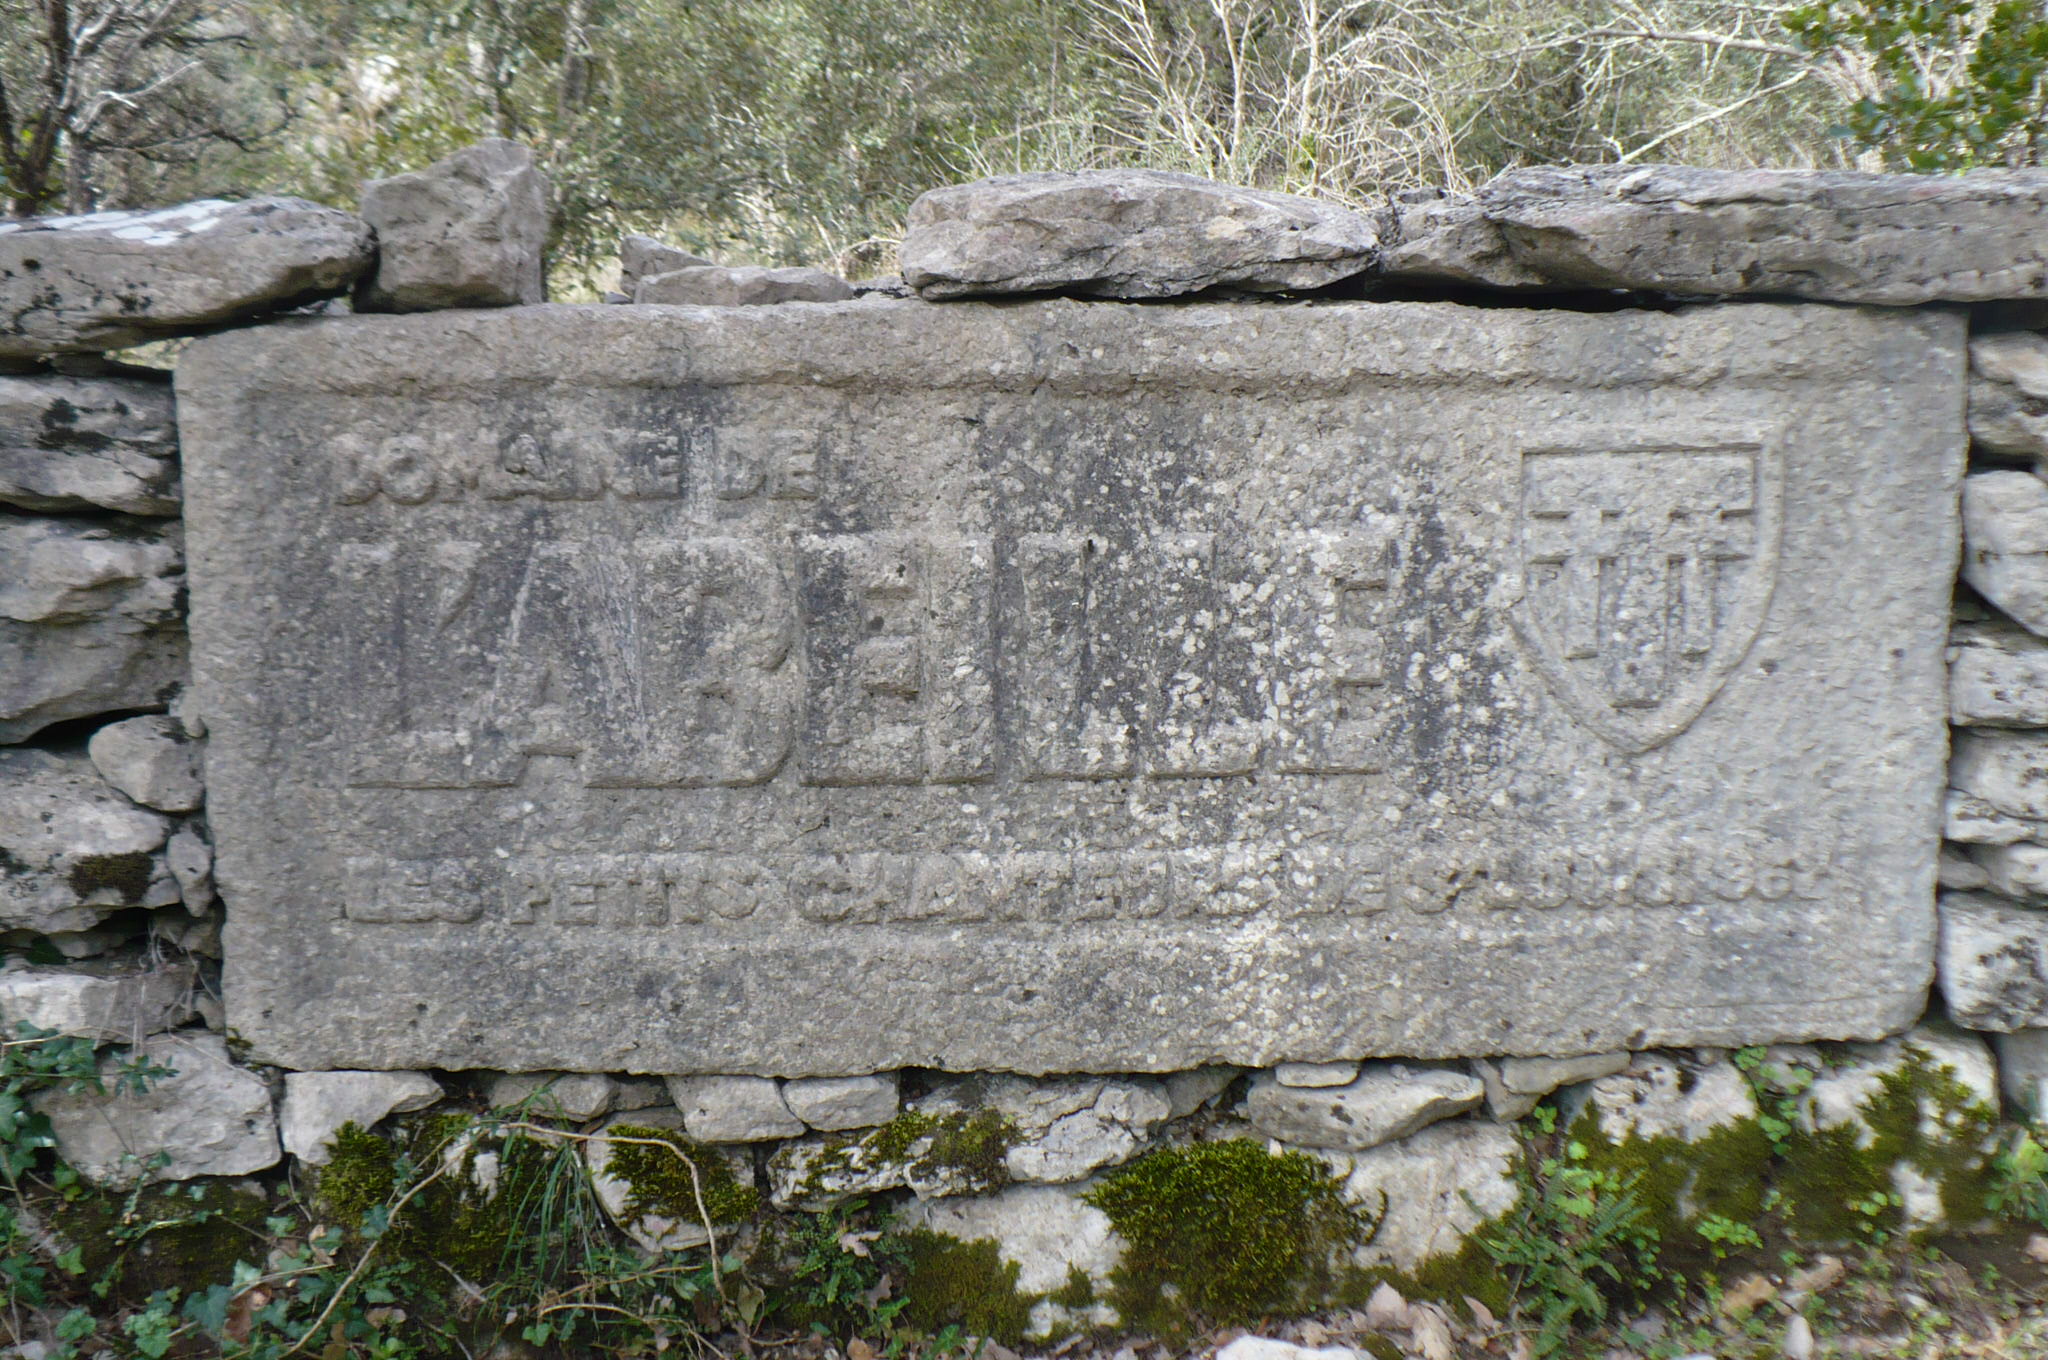 DOMAINE DE
L'ABEILLE
LES PETITS CHANTEURS DE